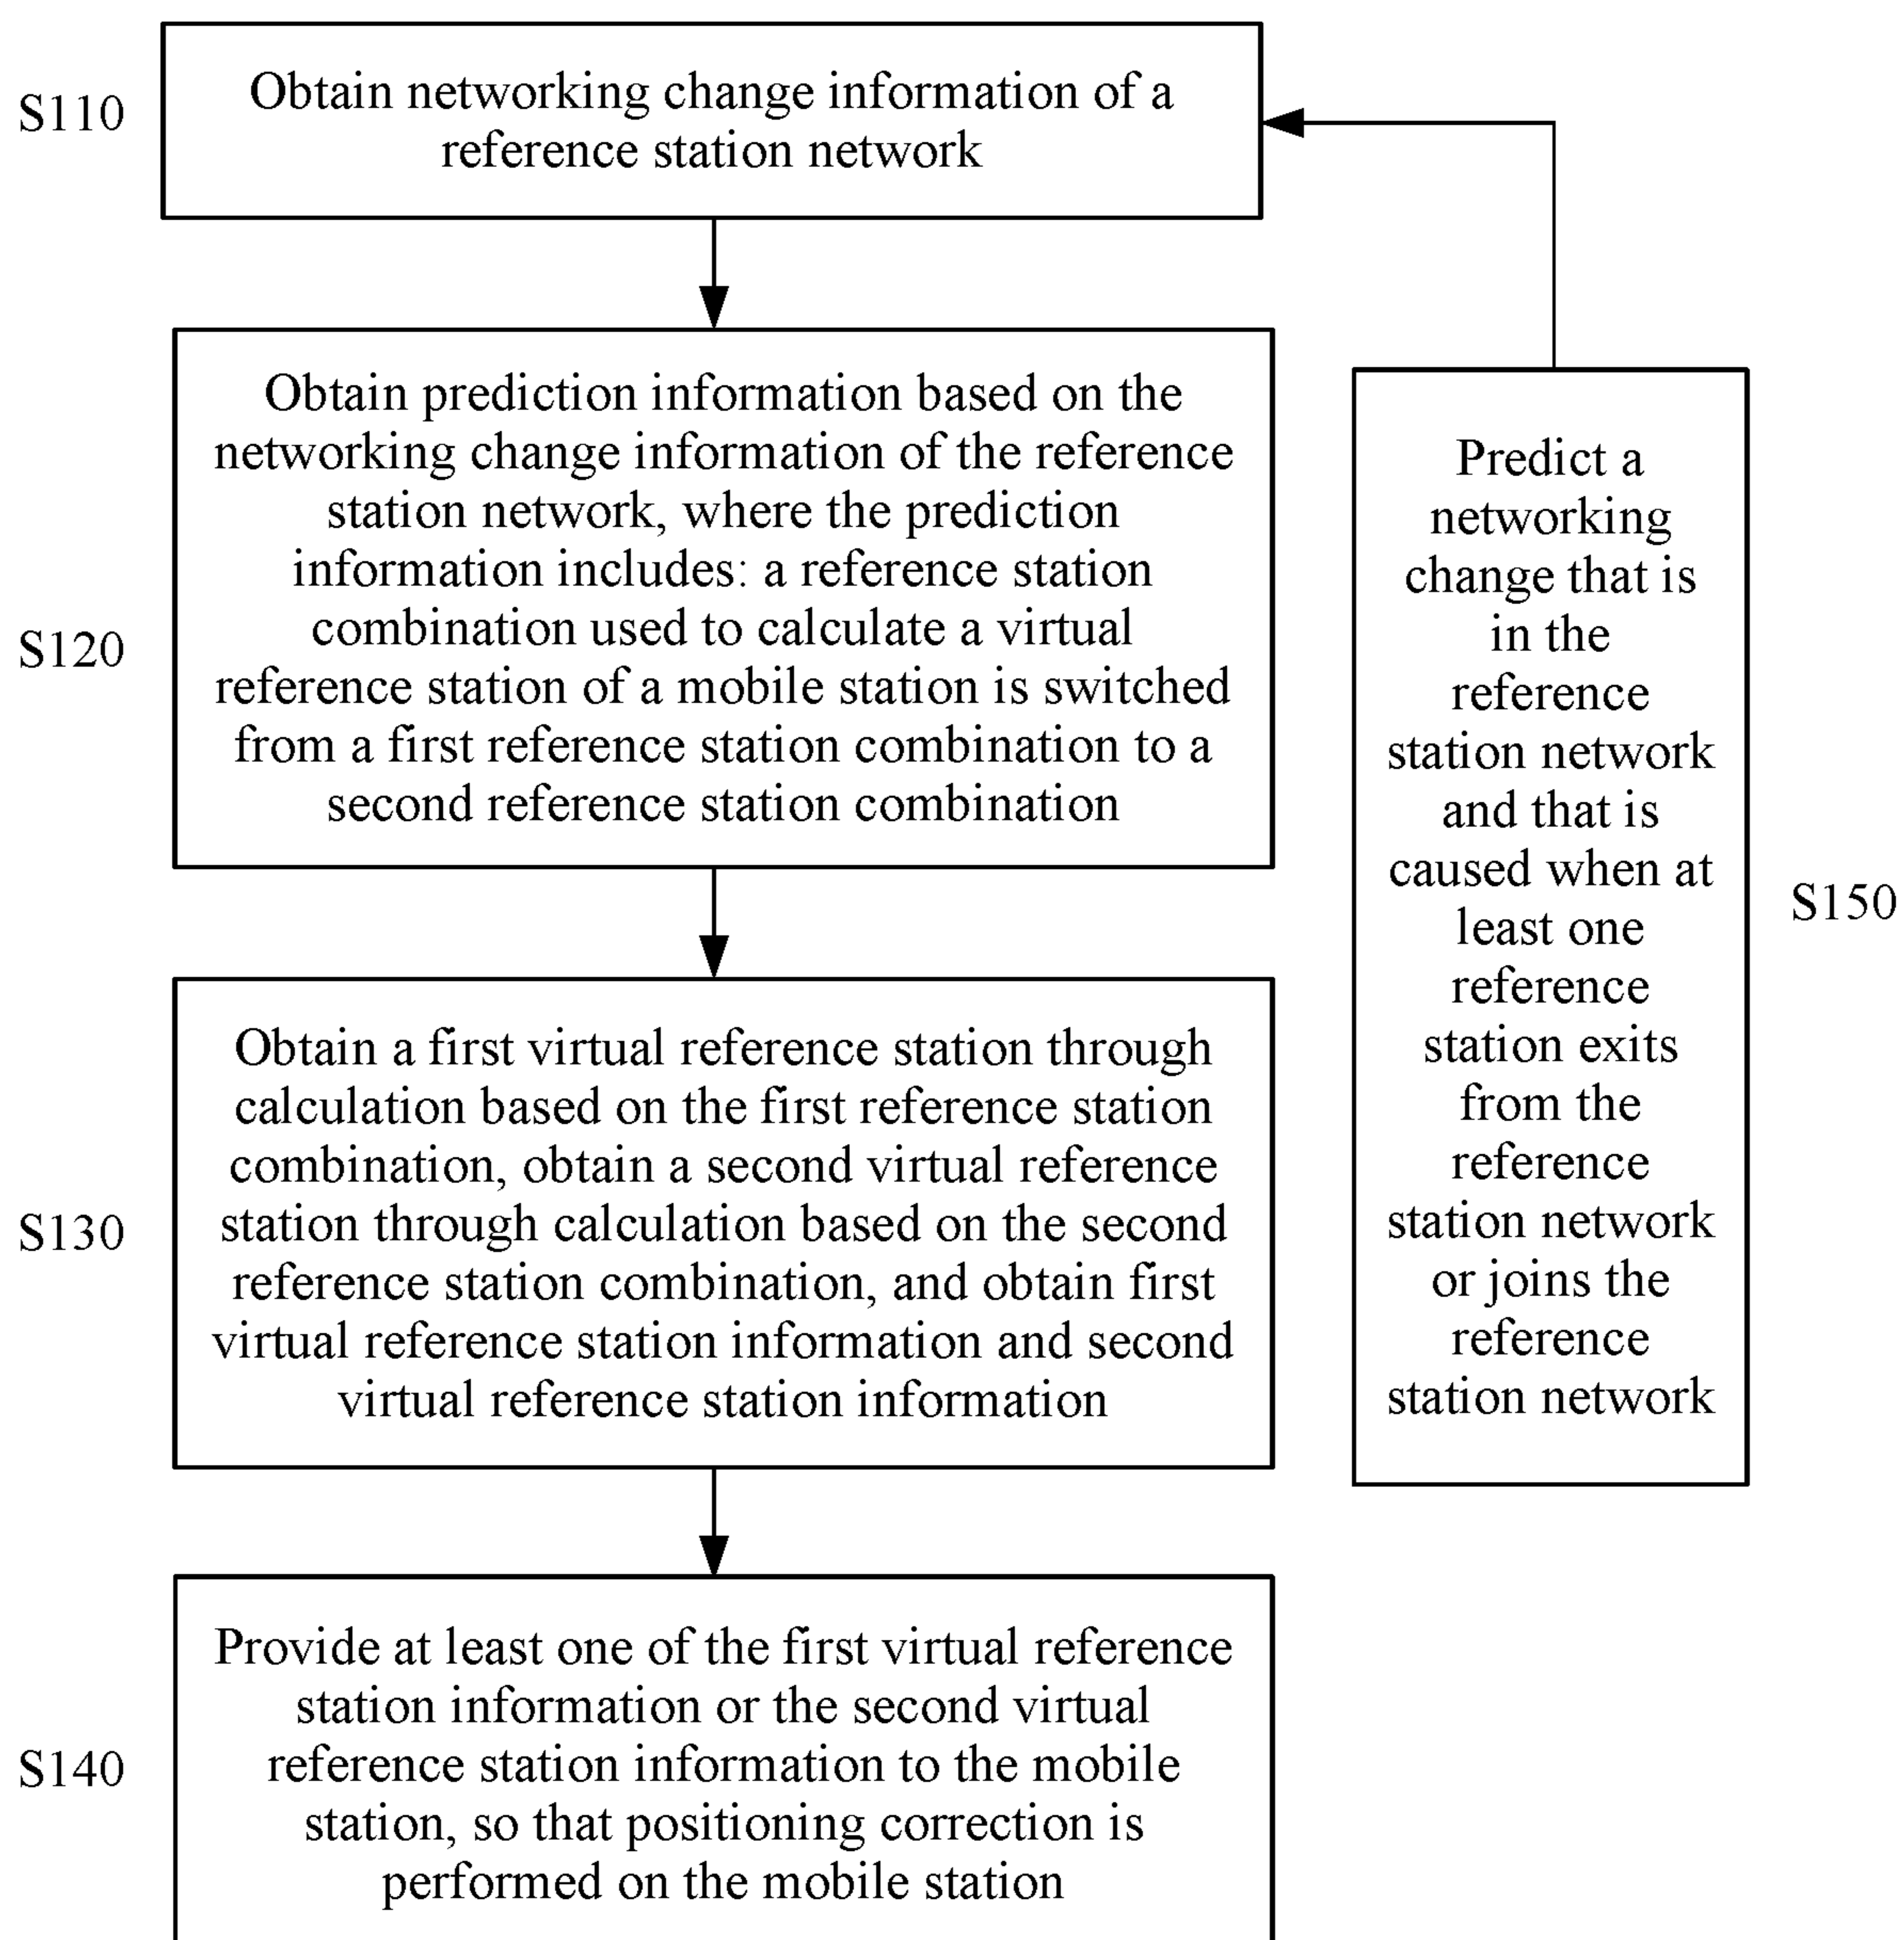 S110
Obtain networking change information of a
reference station network
S120
Obtain prediction information based on the
networking change information of the reference
station network, where the prediction
information includes: a reference station
combination used to calculate a virtual
reference station of a mobile station is switched
from a first reference station combination to a
second reference station combination
S130
Obtain a first virtual reference station through
calculation based on the first reference station
combination, obtain a second virtual reference
station through calculation based on the second
reference station combination, and obtain first
virtual reference station information and second
virtual reference station information
S140
Provide at least one of the first virtual reference
station information or the second virtual
reference station information to the mobile
station, so that positioning correction is
performed on the mobile station
Predict a
networking
change that is
in the
reference
station network
and that is
caused when at
least one
reference
station exits
from the
reference
station network
or joins the
reference
station network
S150